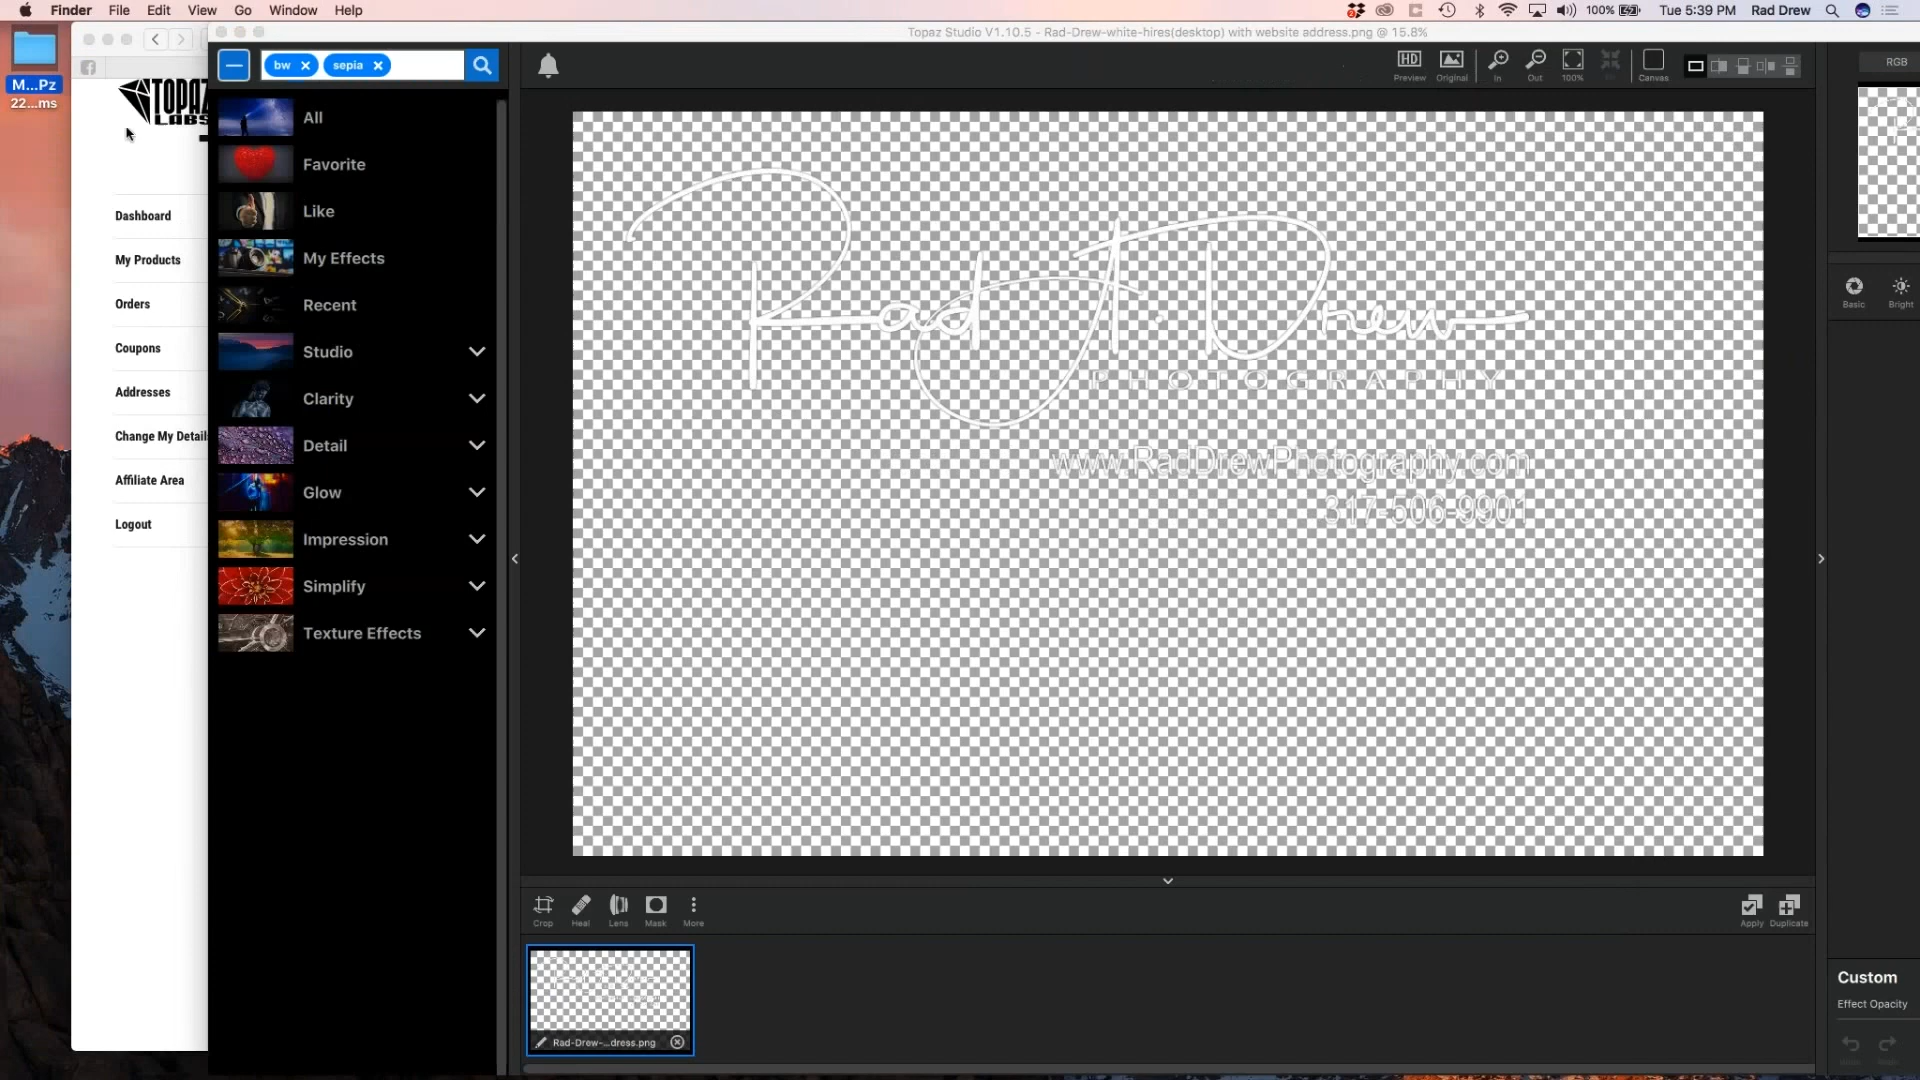 Finder File Edit View Go Window Help
100% Tue 5:39 PM Rad Drew
M...Pz
22...ms
Topaz Studio V1.10.5 - Rad-Drew-white-hires(desktop) with website address.png @ 15.8%
TOPAZ
LABS
Dashboard
My Products
Orders
Coupons
Addresses
Change My Details
Affiliate Area
Logout
bw sepia
All
Favorite
Like
My Effects
Recent
Studio
Clarity
Detail
Glow
Impression
Simplify
Texture Effects
HD
Preview Original In Out 100% Canvas
Rad A. Drew
PHOTOGRAPHY
www.RadDrewPhotography.com
317-506-9901
Crop Heal Lens Mask More
Apply Duplicate
Rad-Drew-...dress.png
RGB
Basic Bright
Custom
Effect Opacity